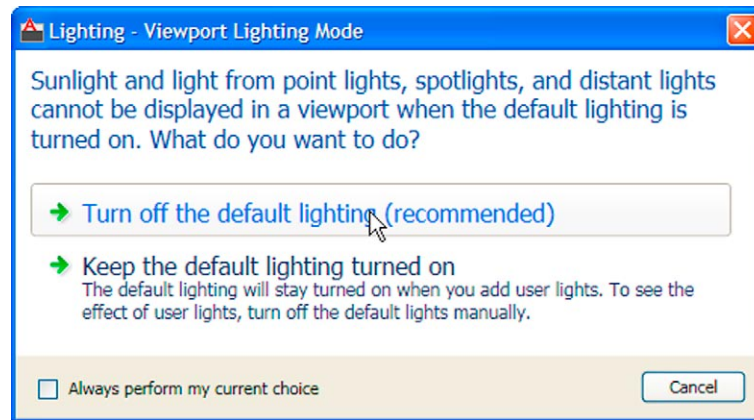 Lighting - Viewport Lighting Mode
Sunlight and light from point lights, spotlights, and distant lights
cannot be displayed in a viewport when the default lighting is
turned on. What do you want to do?
Turn off the default lighting (recommended)
Keep the default lighting turned on
The default lighting will stay turned on when you add user lights. To see the
effect of user lights, turn off the default lights manually.
Always perform my current choice
Cancel